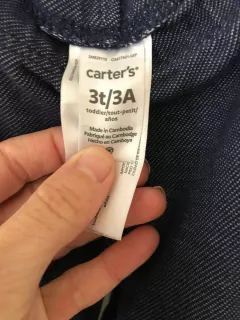 carter's®
3t/3A
toddler/tout-petit/
años
Made in Cambodia
Fabriqué au Cambodge
Hecho en Camboya